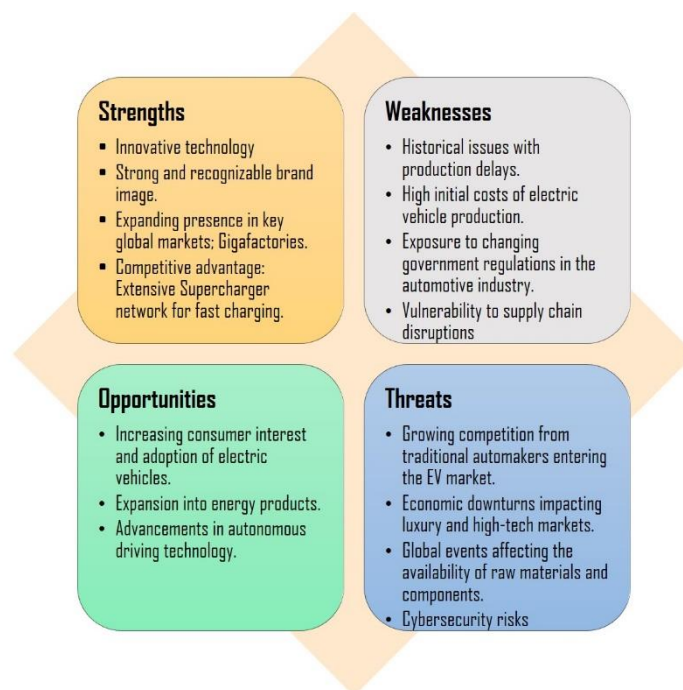 Strengths
▪ Innovative technology
▪ Strong and recognizable brand
image.
▪ Expanding presence in key
global markets; Gigafactories.
▪ Competitive advantage:
Extensive Supercharger
network for fast charging.
Weaknesses
• Historical issues with
production delays.
• High initial costs of electric
vehicle production.
• Exposure to changing
government regulations in the
automotive industry.
• Vulnerability to supply chain
disruptions
Opportunities
• Increasing consumer interest
and adoption of electric
vehicles.
• Expansion into energy products.
• Advancements in autonomous
driving technology.
Threats
• Growing competition from
traditional automakers entering
the EV market.
• Economic downturns impacting
luxury and high-tech markets.
• Global events affecting the
availability of raw materials and
components.
• Cybersecurity risks